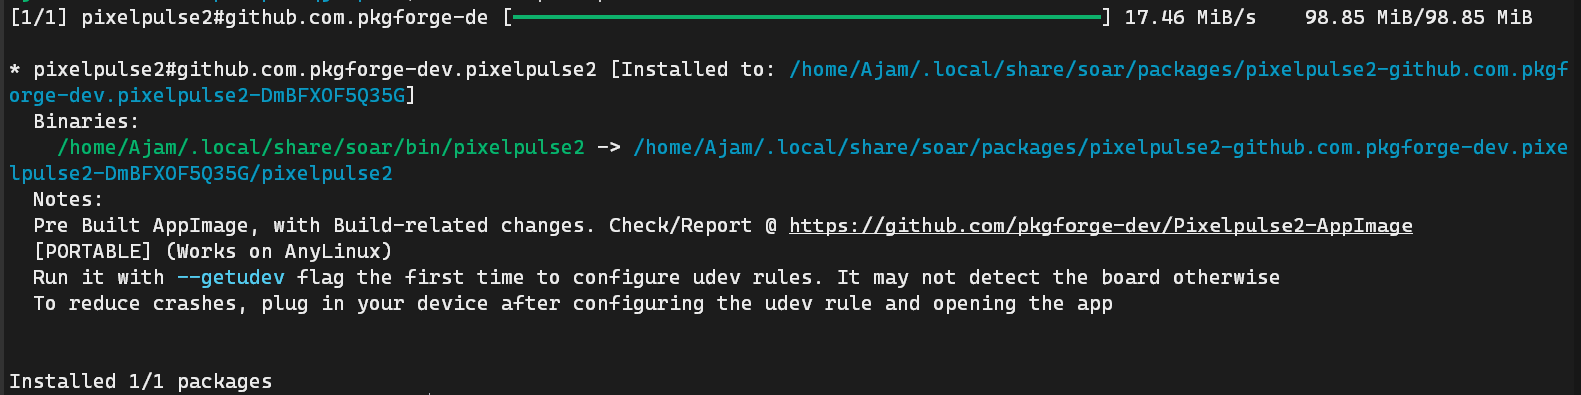 [1/1] pixelpulse2#github.com.pkgforge-de [] 17.46 MiB/s    98.85 MiB/98.85 MiB
* pixelpulse2#github.com.pkgforge-dev.pixelpulse2 [Installed to: /home/Ajam/.local/share/soar/packages/pixelpulse2-github.com.pkgf
orge-dev.pixelpulse2-DmBFXOF5Q35G]
Binaries:
/home/Ajam/.local/share/soar/bin/pixelpulse2 -> /home/Ajam/.local/share/soar/packages/pixelpulse2-github.com.pkgforge-dev.pixe
lpulse2-DmBFXOF5Q35G/pixelpulse2
Notes:
Pre Built AppImage, with Build-related changes. Check/Report @ https://github.com/pkgforge-dev/Pixelpulse2-AppImage
[PORTABLE] (Works on AnyLinux)
Run it with --getudev flag the first time to configure udev rules. It may not detect the board otherwise
To reduce crashes, plug in your device after configuring the udev rule and opening the app
Installed 1/1 packages